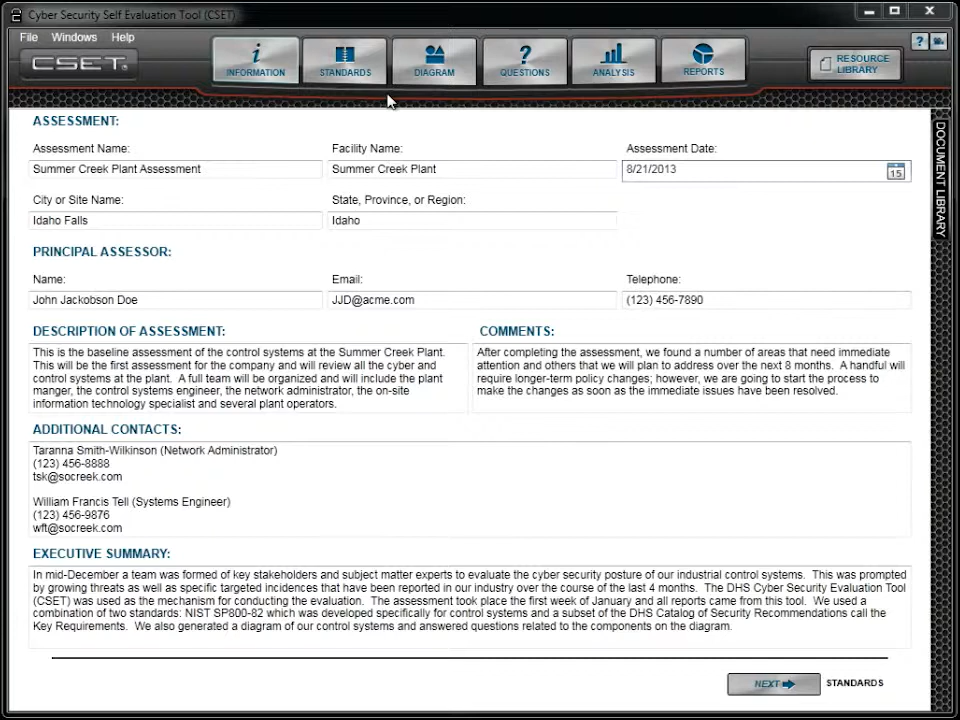 Cyber Security Self Evaluation Tool (CSET)
File Windows Help
CSET.
INFORMATION
STANDARDS
DIAGRAM
QUESTIONS
ANALYSIS
REPORTS
RESOURCE
LIBRARY
DOCUMENT LIBRARY
ASSESSMENT:
Assessment Name: Facility Name: Assessment Date:
Summer Creek Plant Assessment Summer Creek Plant 8/21/2013 15
City or Site Name: State, Province, or Region:
Idaho Falls Idaho
PRINCIPAL ASSESSOR:
Name: Email: Telephone:
John Jackobson Doe JJD@acme.com (123) 456-7890
DESCRIPTION OF ASSESSMENT:
This is the baseline assessment of the control systems at the Summer Creek Plant.
This will be the first assessment for the company and will review all the cyber and
control systems at the plant. A full team will be organized and will include the plant
manger, the control systems engineer, the network administrator, the on-site
information technology specialist and several plant operators.
COMMENTS:
After completing the assessment, we found a number of areas that need immediate
attention and others that we will plan to address over the next 8 months. A handful will
require longer-term policy changes; however, we are going to start the process to
make the changes as soon as the immediate issues have been resolved.
ADDITIONAL CONTACTS:
Taranna Smith-Wilkinson (Network Administrator)
(123) 456-8888
tsk@socreek.com
William Francis Tell (Systems Engineer)
(123) 456-9876
wft@socreek.com
EXECUTIVE SUMMARY:
In mid-December a team was formed of key stakeholders and subject matter experts to evaluate the cyber security posture of our industrial control systems. This was prompted
by growing threats as well as specific targeted incidences that have been reported in our industry over the course of the last 4 months. The DHS Cyber Security Evaluation Tool
(CSET) was used as the mechanism for conducting the evaluation. The assessment took place the first week of January and all reports came from this tool. We used a
combination of two standards; NIST SP800-82 which was developed specifically for control systems and a subset of the DHS Catalog of Security Recommendations call the
Key Requirements. We also generated a diagram of our control systems and answered questions related to the components on the diagram.
NEXT STANDARDS